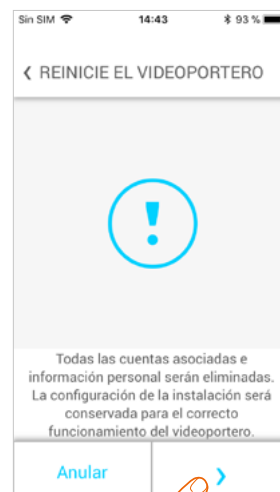 Sin SIM 14:43 93 %
‹ REINICIE EL VIDEOPORTERO
!
Todas las cuentas asociadas e
información personal serán eliminadas.
La configuración de la instalación será
conservada para el correcto
funcionamiento del videoportero.
Anular ›